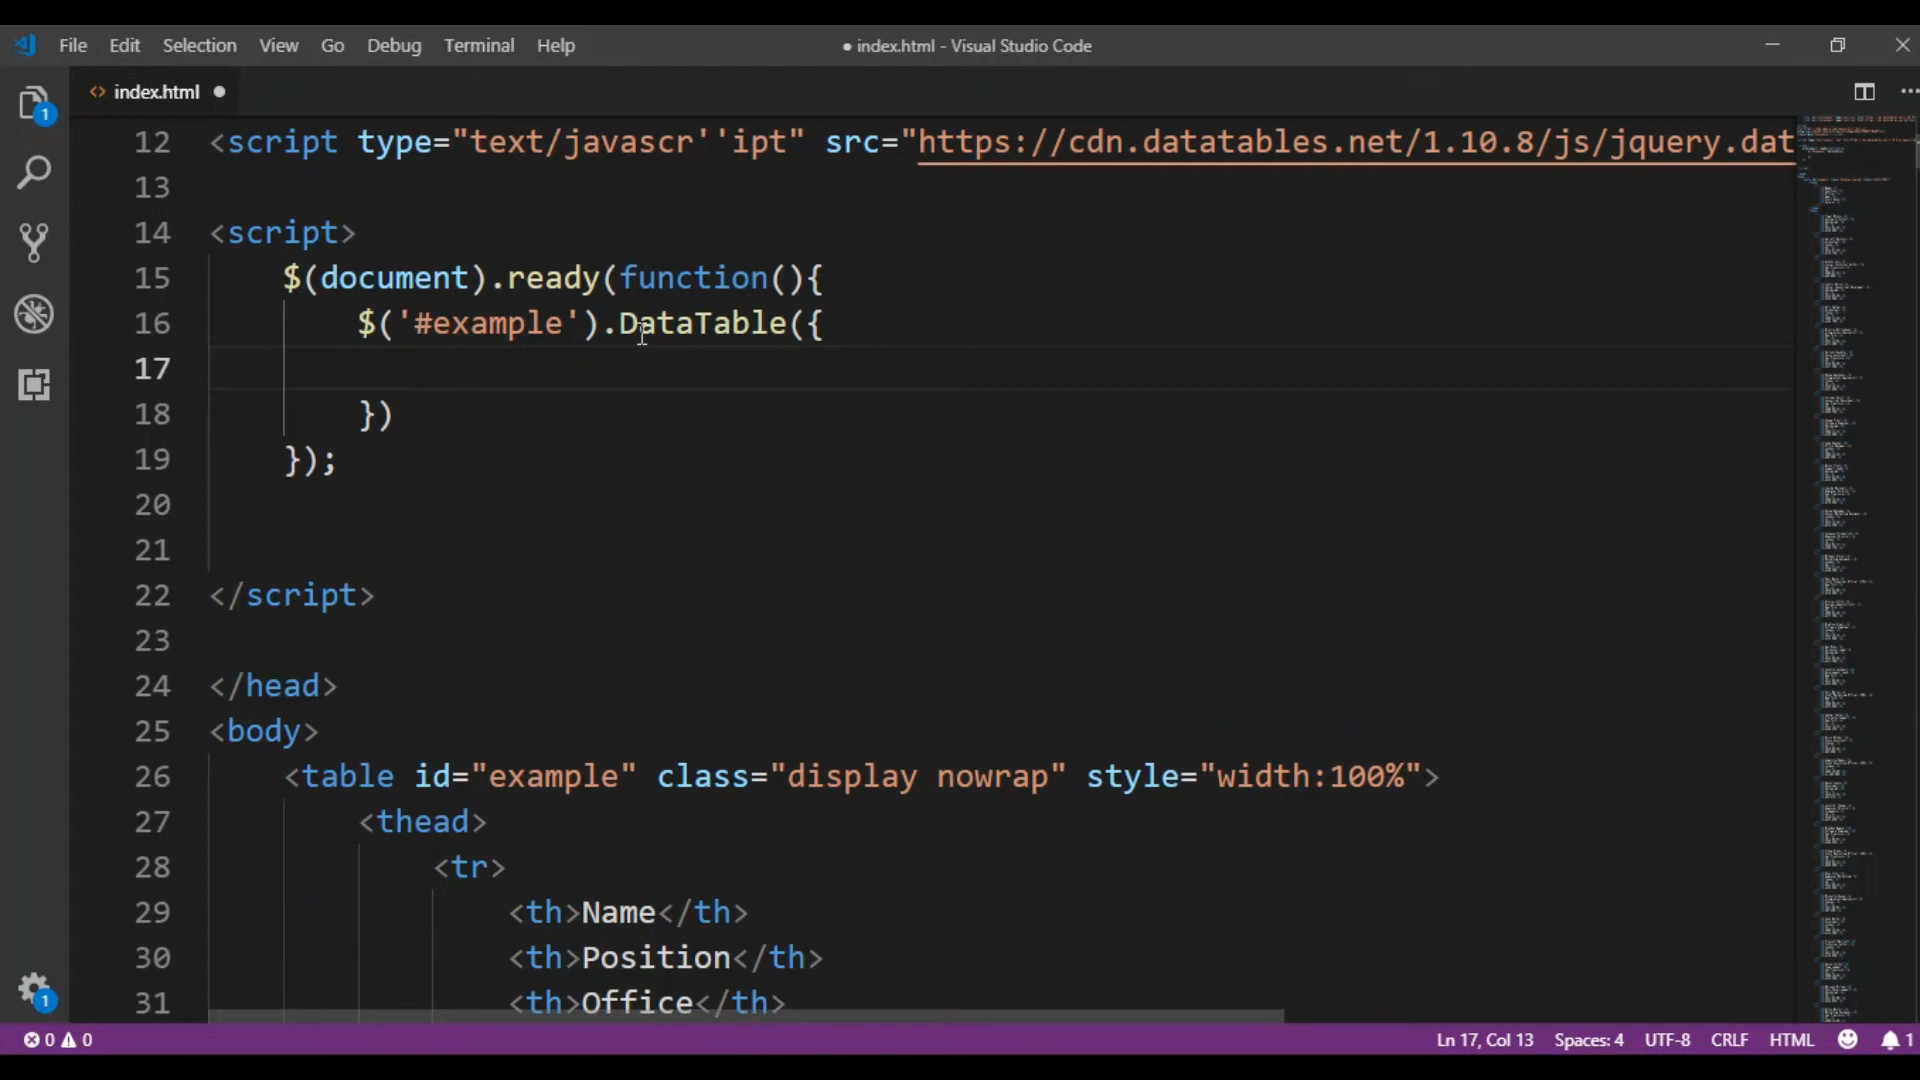 File Edit Selection View Go Debug Terminal Help ● index.html - Visual Studio Code
<> index.html ●
1
12 <script type="text/javascr''ipt" src="https://cdn.datatables.net/1.10.8/js/jquery.dat
13
14 <script>
15 $(document).ready(function(){
16 $('#example').DataTable({
17
18 })
19 });
20
21
22 </script>
23
24 </head>
25 <body>
26 <table id="example" class="display nowrap" style="width:100%">
27 <thead>
28 <tr>
29 <th>Name</th>
30 <th>Position</th>
31 <th>Office</th>
1
0 0 Ln 17, Col 13 Spaces: 4 UTF-8 CRLF HTML 1